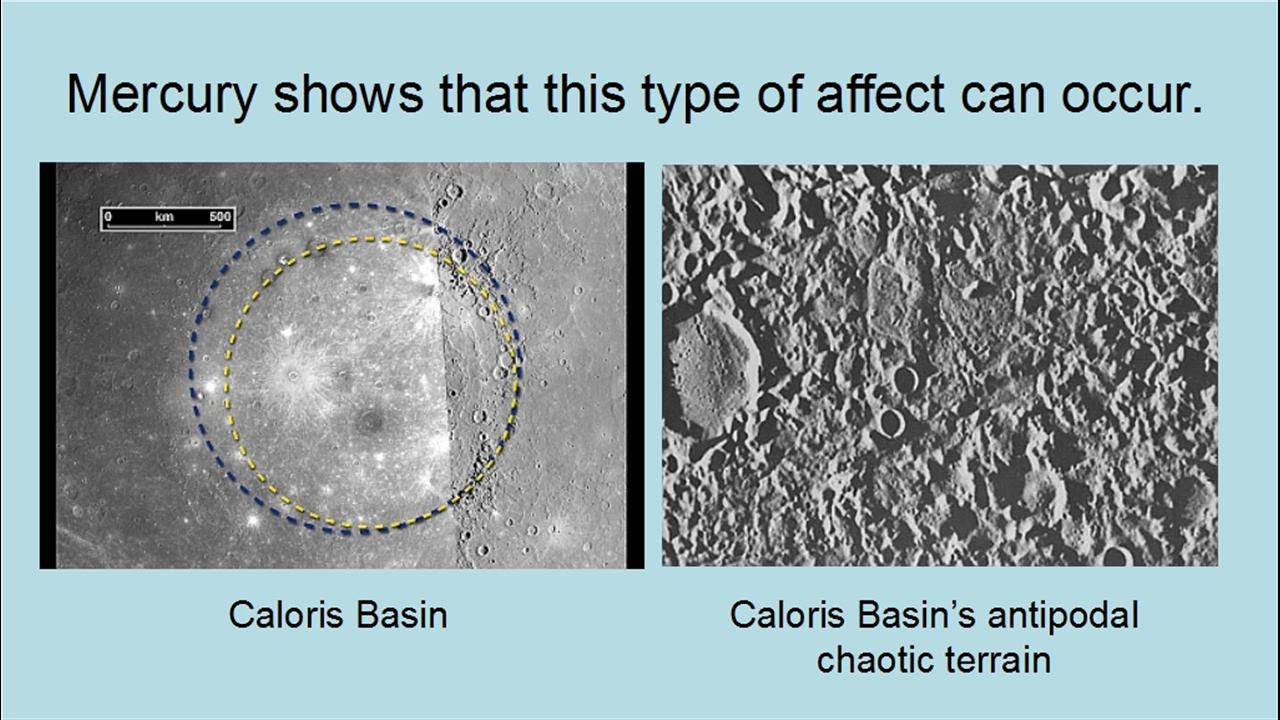 Mercury shows that this type of affect can occur.
0 km 500
Caloris Basin
Caloris Basin’s antipodal
chaotic terrain